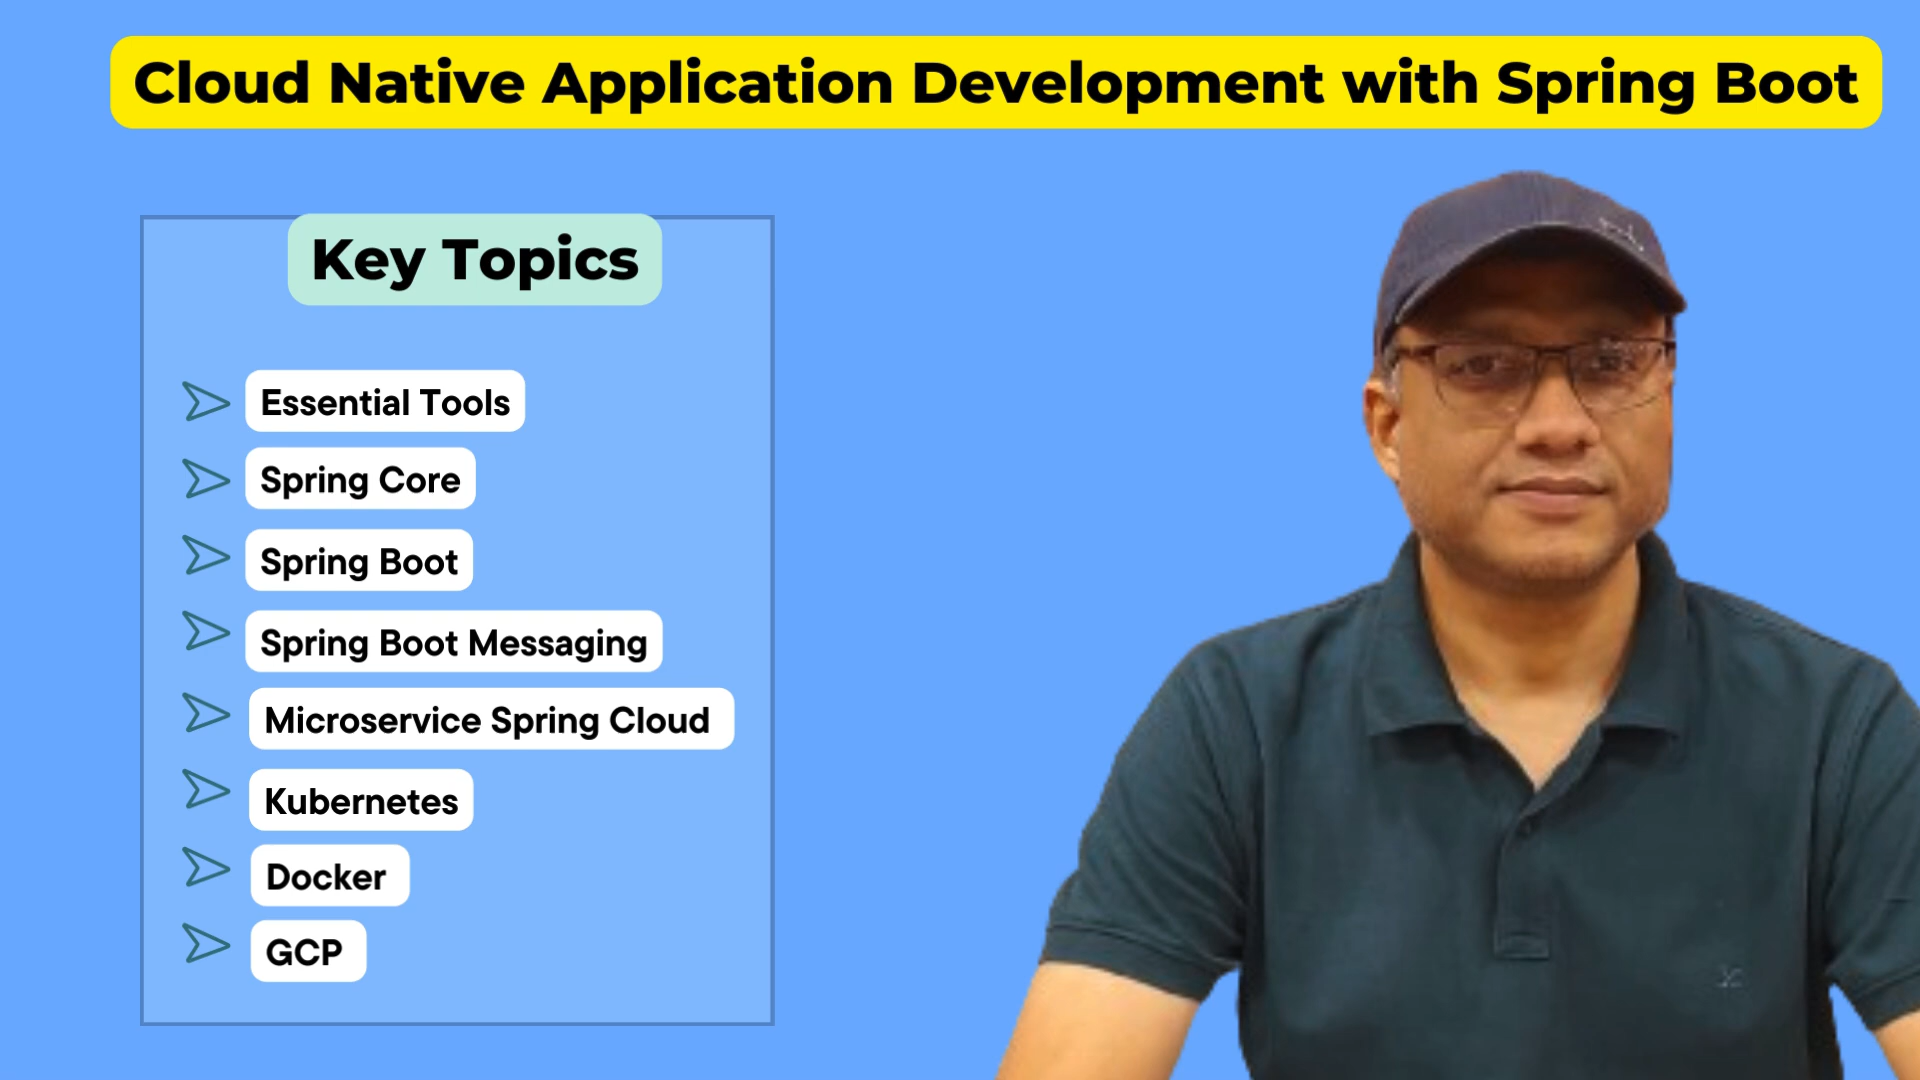 Cloud Native Application Development with Spring Boot
Key Topics
Essential Tools
Spring Core
Spring Boot
Spring Boot Messaging
Microservice Spring Cloud
Kubernetes
Docker
GCP